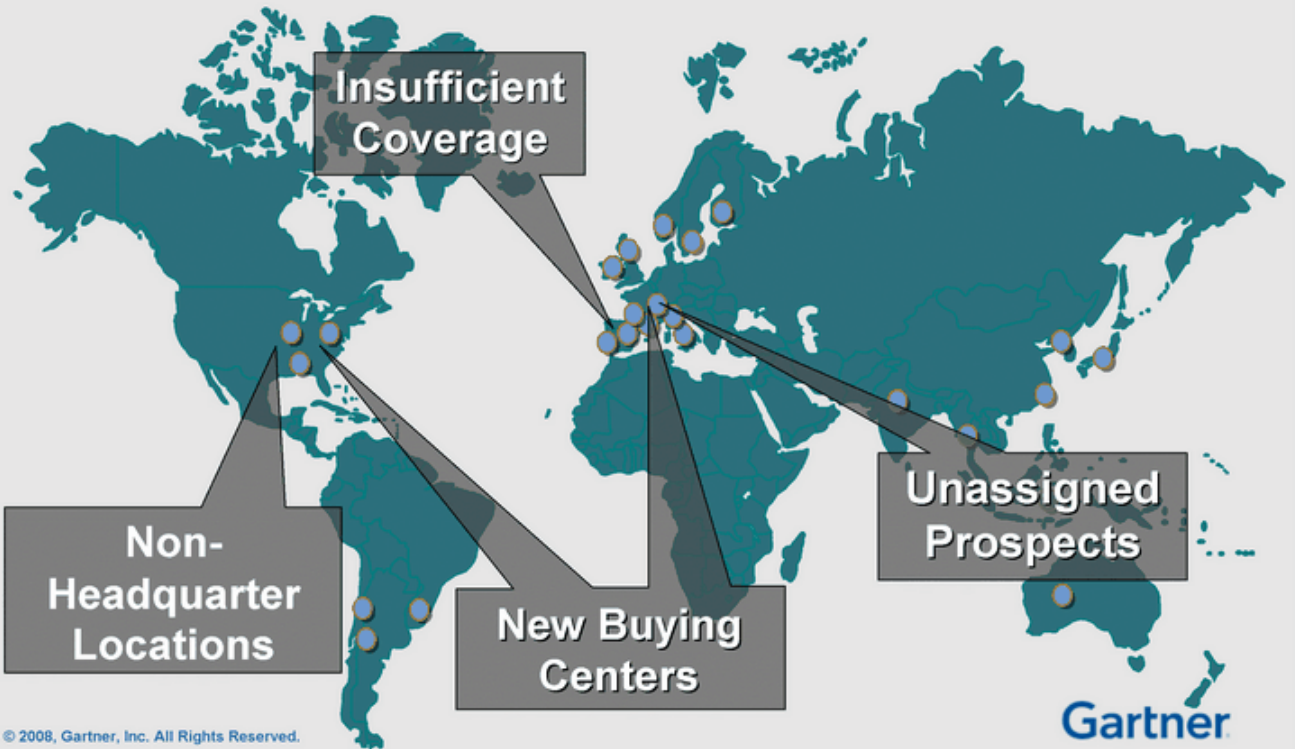 Insufficient
Coverage
Unassigned
Prospects
Non-
Headquarter
Locations
New Buying
Centers
© 2008, Gartner, Inc. All Rights Reserved.
Gartner